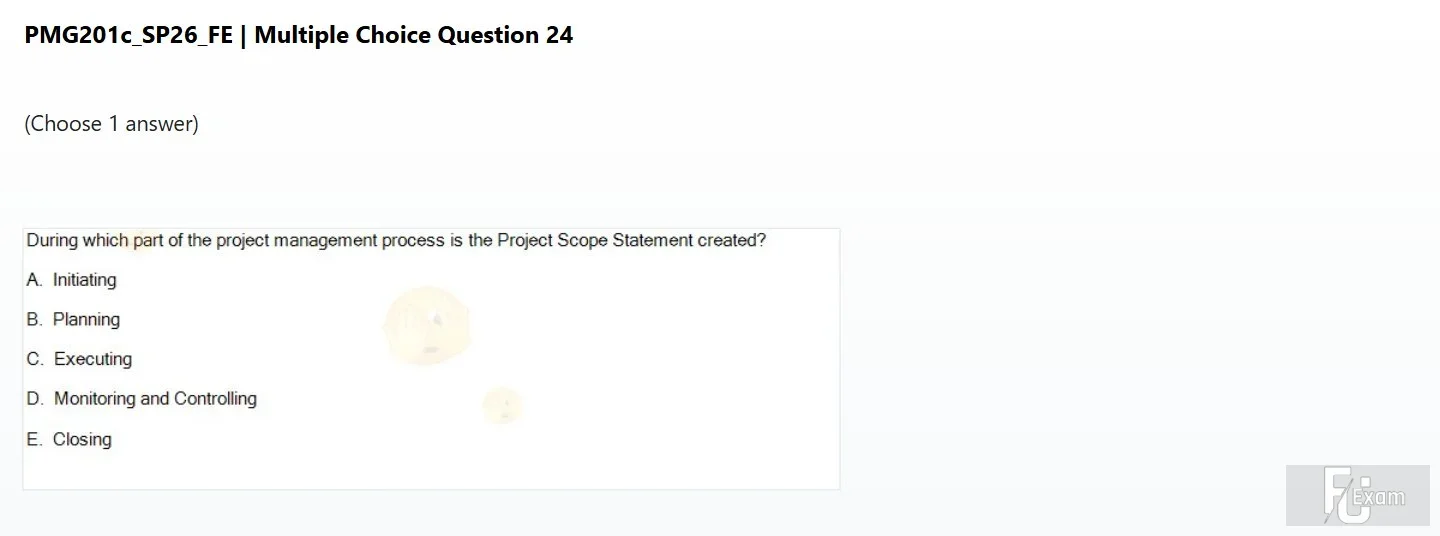 PMG201c_SP26_FE | Multiple Choice Question 24
(Choose 1 answer)
During which part of the project management process is the Project Scope Statement created?
A. Initiating
B. Planning
C. Executing
D. Monitoring and Controlling
E. Closing
FU Exam